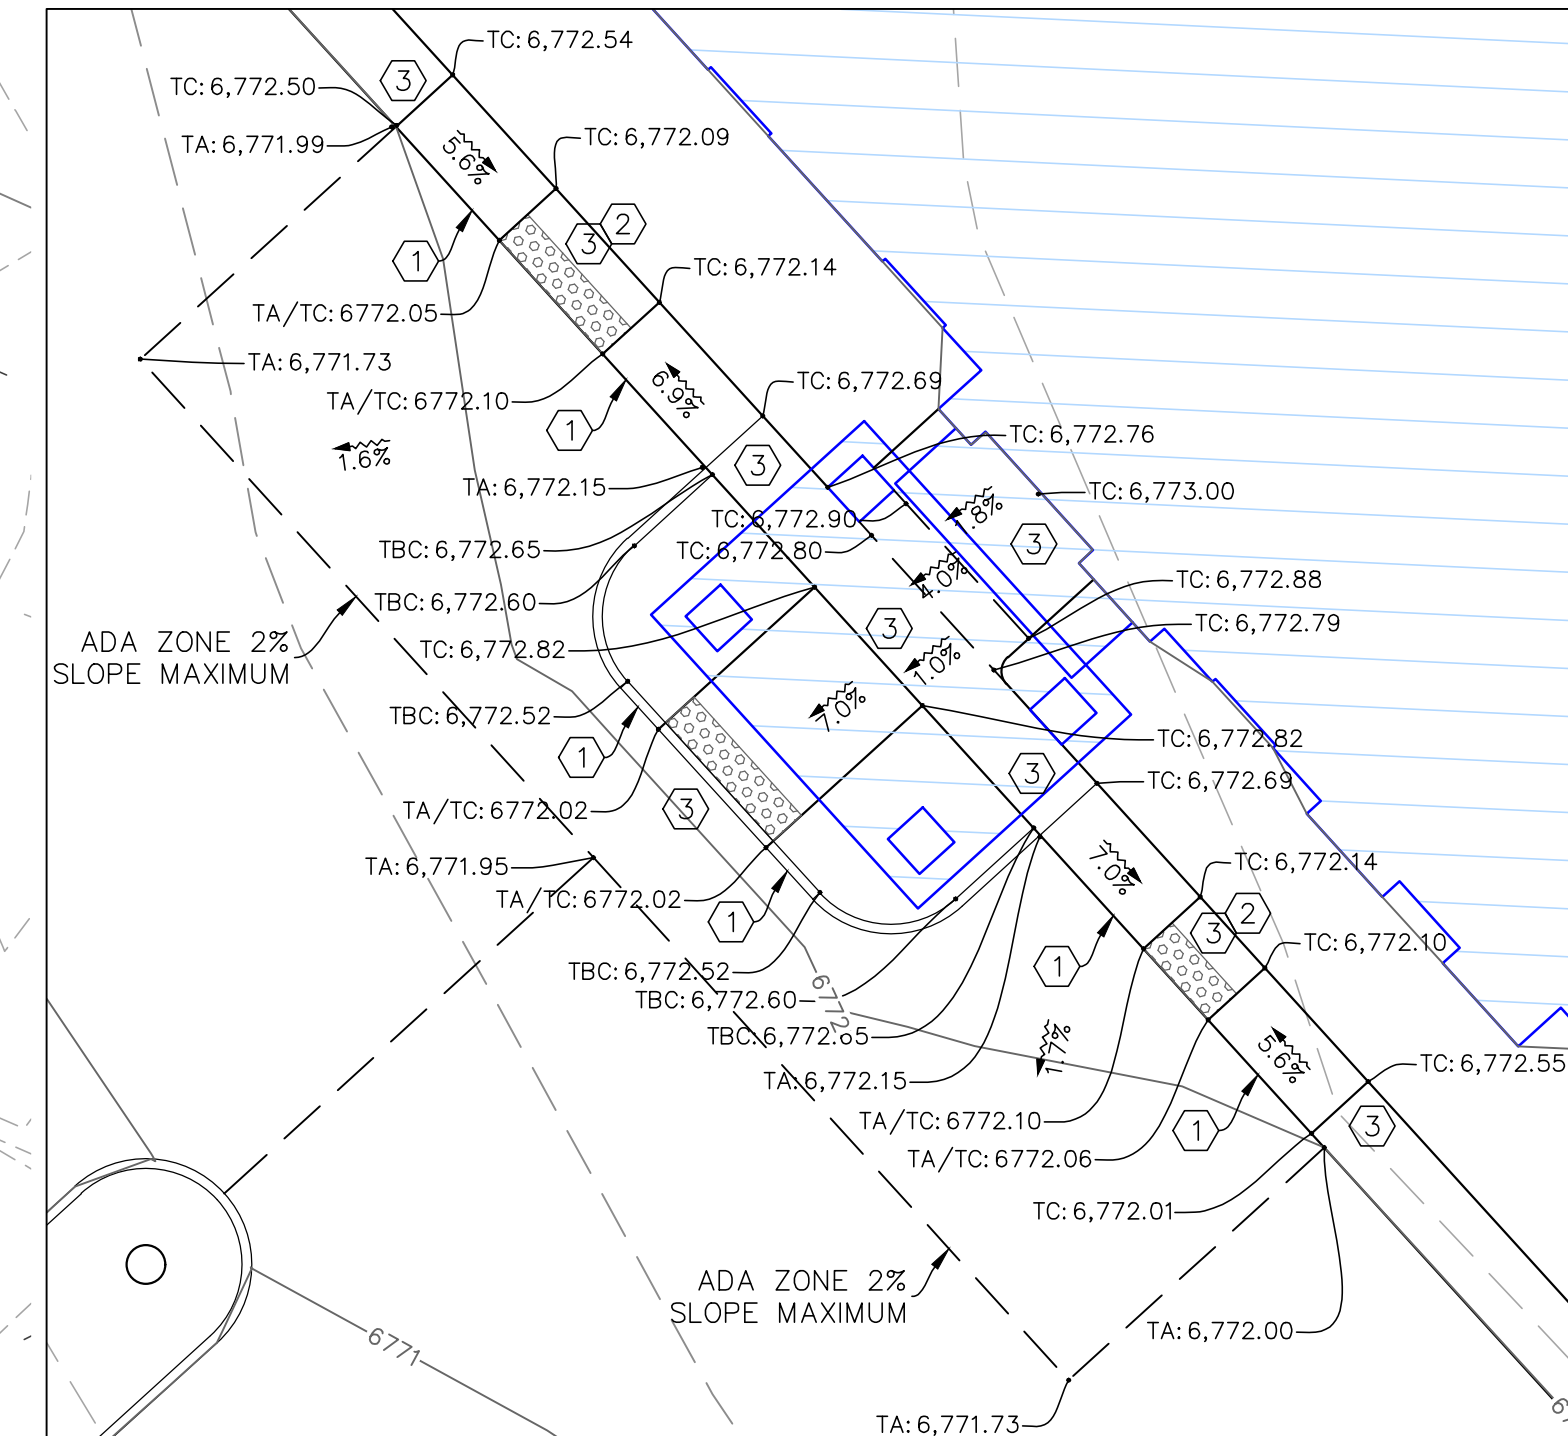 TC: 6,772.54
3
TC: 6,772.50
TC: 6,772.09
TA: 6,771.99
5.6%
2
3
1
TC: 6,772.14
TA/TC: 6772.05
TA: 6,771.73
TC: 6,772.69
6.9%
TA/TC: 6772.10
1
TC: 6,772.76
1.6%
3
TA: 6,772.15
TC: 6,773.00
1.8%
TC: 6,772.90
3
TBC: 6,772.65
TC: 6,772.80
4.0%
TC: 6,772.88
TBC: 6,772.60
TC: 6,772.79
3
ADA ZONE 2%
SLOPE MAXIMUM
TC: 6,772.82
1.0%
7.0%
TBC: 6,772.52
TC: 6,772.82
1
3
TC: 6,772.69
TA/TC: 6772.02
3
TA: 6,771.95
7.0%
TC: 6,772.14
TA/TC: 6772.02
2
1
3
TC: 6,772.10
TBC: 6,772.52
1
TBC: 6,772.60
6772
TBC: 6,772.65
1.7%
5.6%
TC: 6,772.55
TA: 6,772.15
TA/TC: 6772.10
1
3
TA/TC: 6772.06
TC: 6,772.01
ADA ZONE 2%
SLOPE MAXIMUM
TA: 6,772.00
6771
TA: 6,771.73